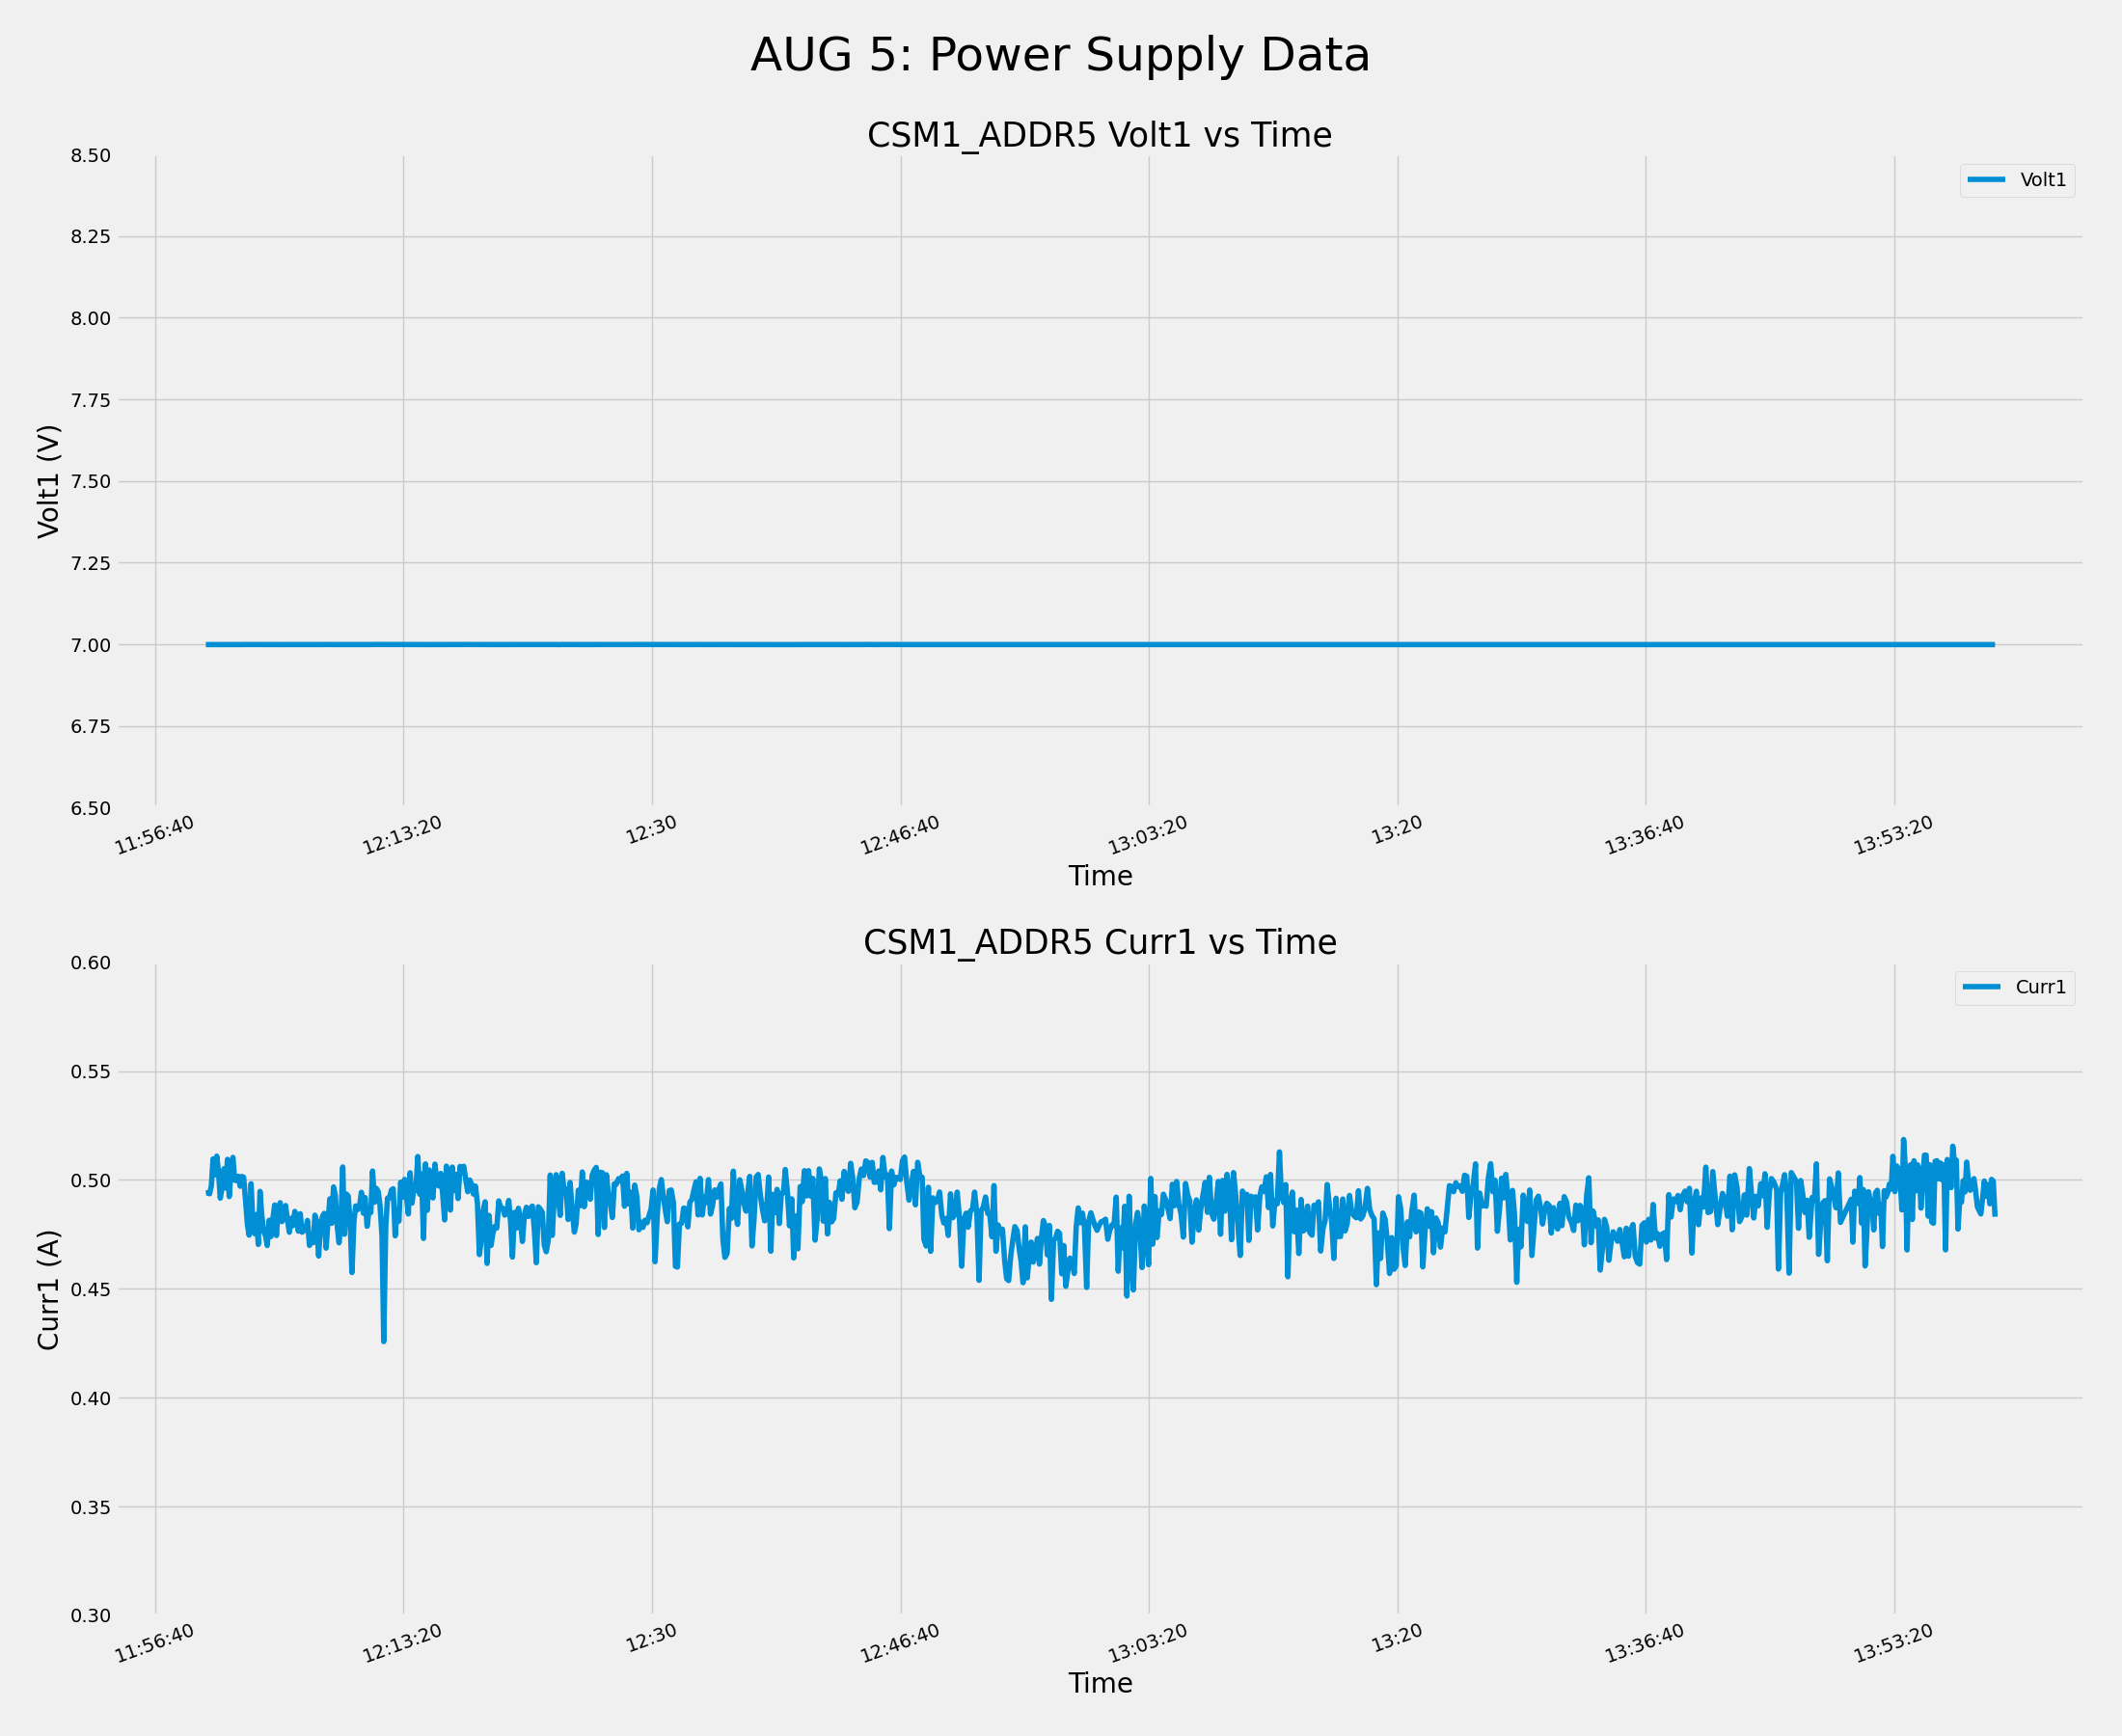 AUG 5: Power Supply Data
CSM1_ADDR5 Volt1 vs Time
Volt1
8.50
8.25
8.00
7.75
7.50
7.25
7.00
6.75
6.50
Volt1 (V)
11:56:40 12:13:20 12:30 12:46:40 13:03:20 13:20 13:36:40 13:53:20
Time
CSM1_ADDR5 Curr1 vs Time
Curr1
0.60
0.55
0.50
0.45
0.40
0.35
0.30
Curr1 (A)
11:56:40 12:13:20 12:30 12:46:40 13:03:20 13:20 13:36:40 13:53:20
Time